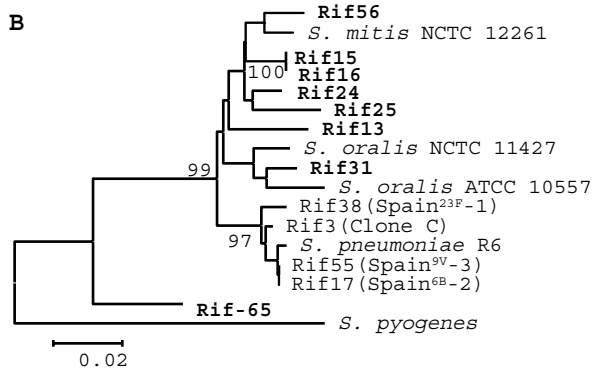 B
Rif56
S. mitis NCTC 12261
Rif15
100
Rif16
Rif24
Rif25
Rif13
S. oralis NCTC 11427
99
Rif31
S. oralis ATCC 10557
Rif38(Spain²³ᶠ-1)
Rif3(Clone C)
97
S. pneumoniae R6
Rif55(Spain⁹ⱽ-3)
Rif17(Spain⁶ᴮ-2)
Rif-65
S. pyogenes
0.02